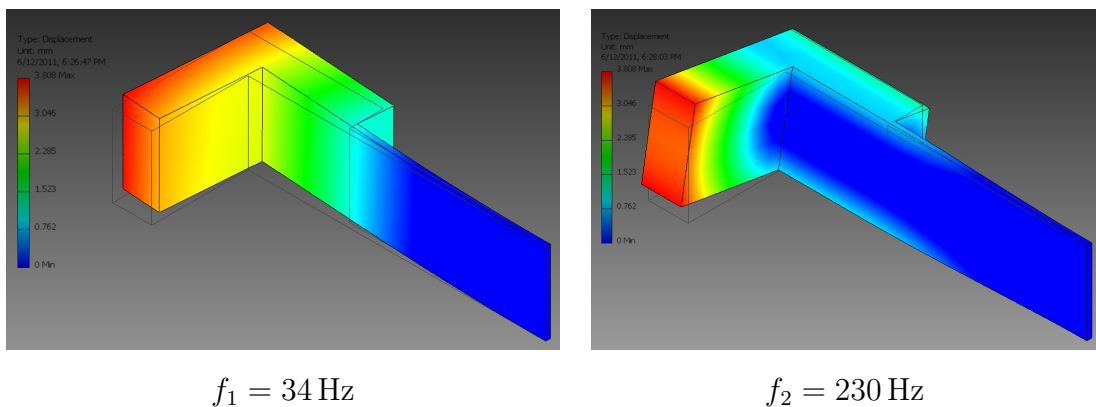 Type: Displacement
Unit: mm
6/12/2011, 6:26:47 PM
3.808 Max
3.046
2.285
1.523
0.762
0 Min
Type: Displacement
Unit: mm
6/12/2011, 6:28:03 PM
3.808 Max
3.046
2.285
1.523
0.762
0 Min
f₁ = 34 Hz
f₂ = 230 Hz